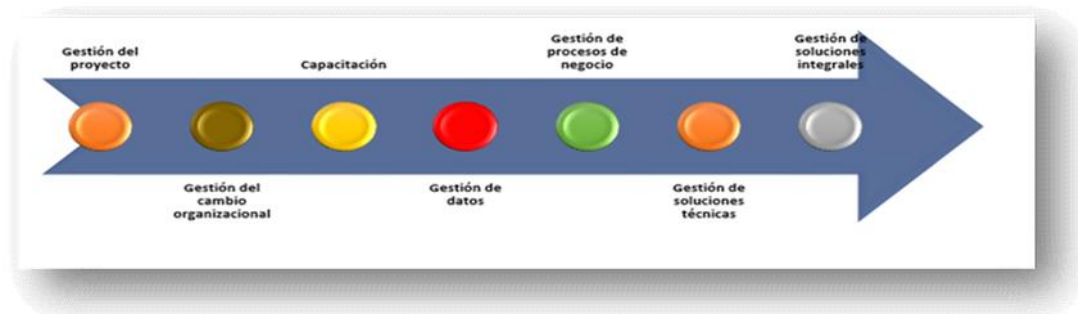 Gestión del
proyecto
Gestión del
cambio
organizacional
Capacitación
Gestión de
datos
Gestión de
procesos de
negocio
Gestión de
soluciones
técnicas
Gestión de
soluciones
integrales